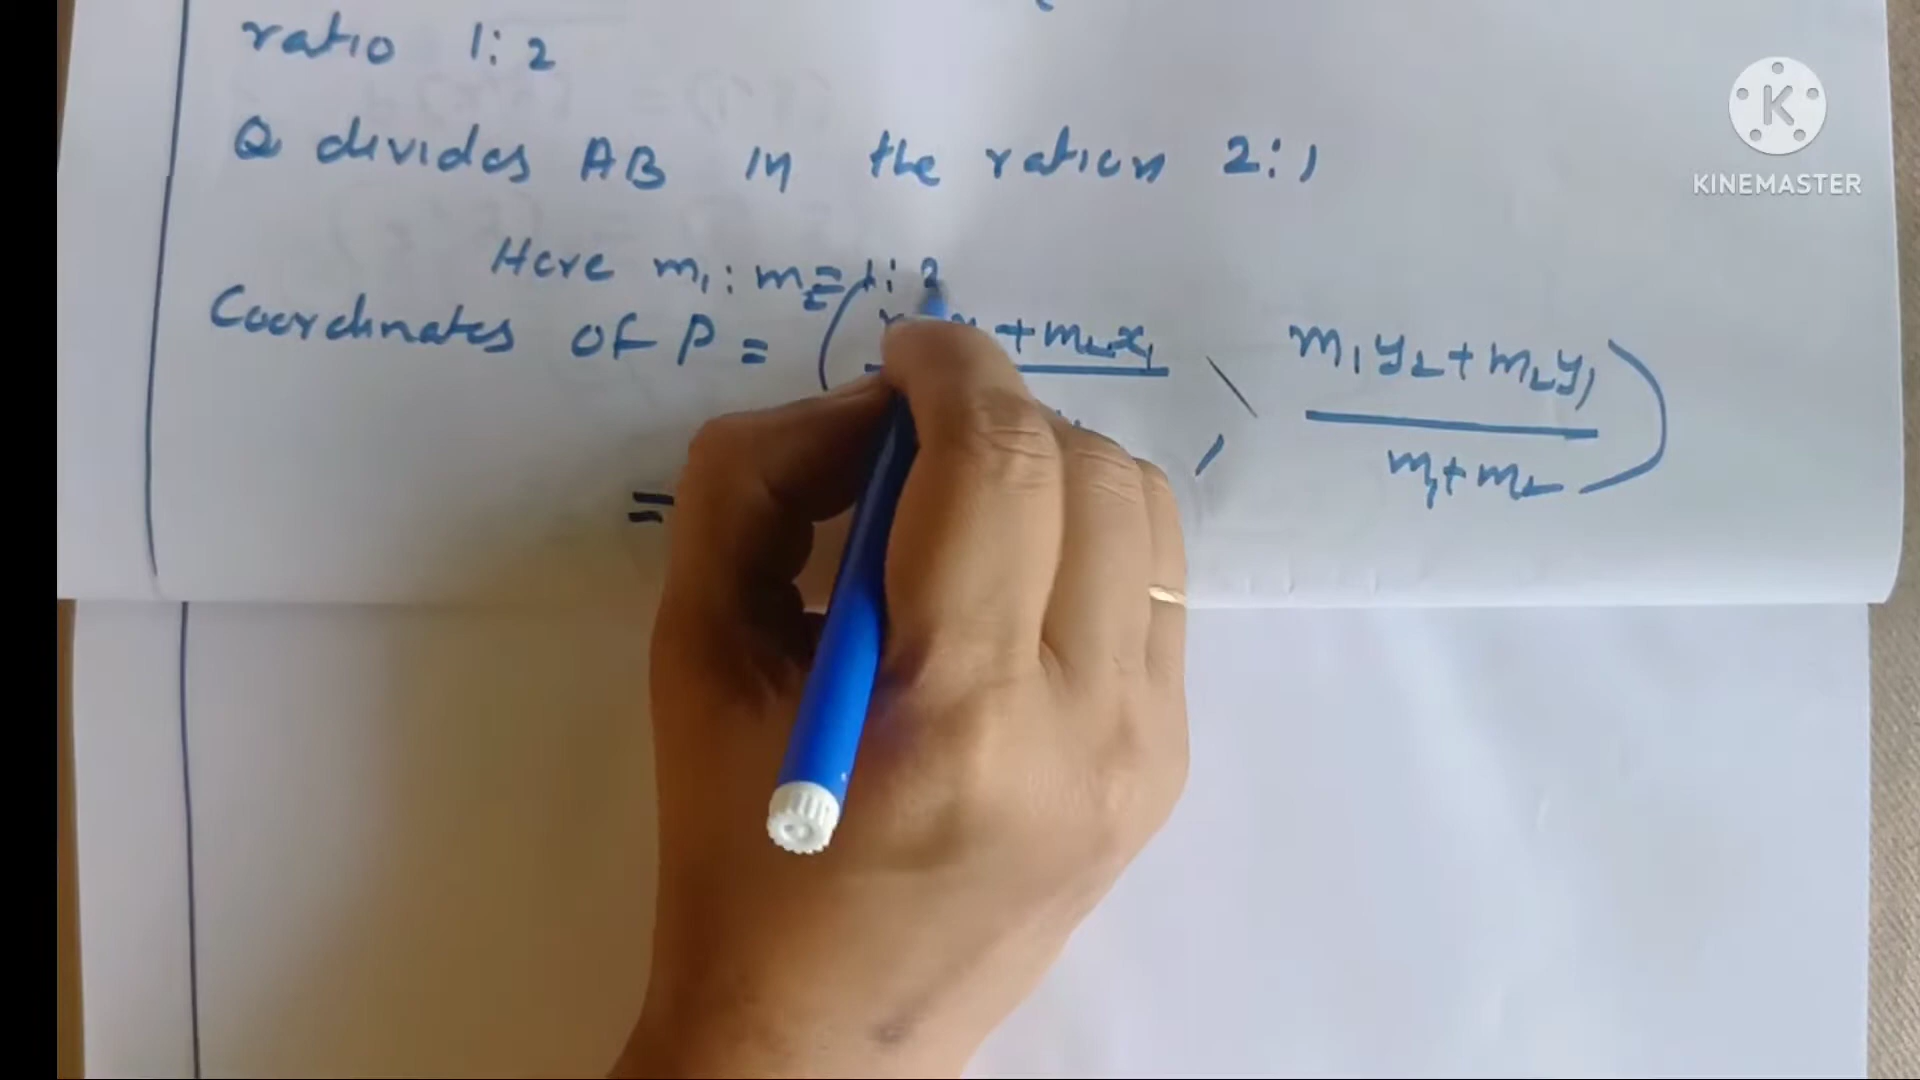 ratio 1:2
Q divides AB in the ration 2:1
Here m₁ : m₂ = 1:2
Coordinates of P = ( + m₂x₁ , m₁y₂ + m₂y₁ )
m₁ + m₂
=
K
KINEMASTER